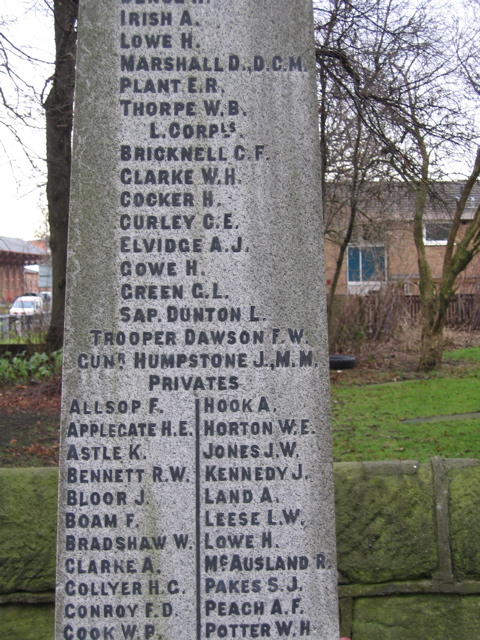 IRISH A.
LOWE H.
MARSHALL D., D.C.M.
PLANT E.R.
THORPE W.B.
L. CORPLS.
BRICKNELL C.F.
CLARKE W.H.
COCKER H.
CURLEY C.E.
ELVIDGE A.J.
GOWE H.
GREEN G.L.
SAP. DUNTON L.
TROOPER DAWSON F.W.
GUNR HUMPSTONE J., M.M.
PRIVATES
ALLSOP F.
APPLEGATE H.E.
ASTLE K.
BENNETT R.W.
BLOOR J.
BOAM F.
BRADSHAW W.
CLARKE A.
COLLYER H.G.
CONROY F.D.
COOK W.P.
HOOK A.
HORTON W.E.
JONES J.W.
KENNEDY J.
LAND A.
LEESE L.W.
LOWE H.
MCAUSLAND R.
PAKES S.J.
PEACH A.F.
POTTER W.H.